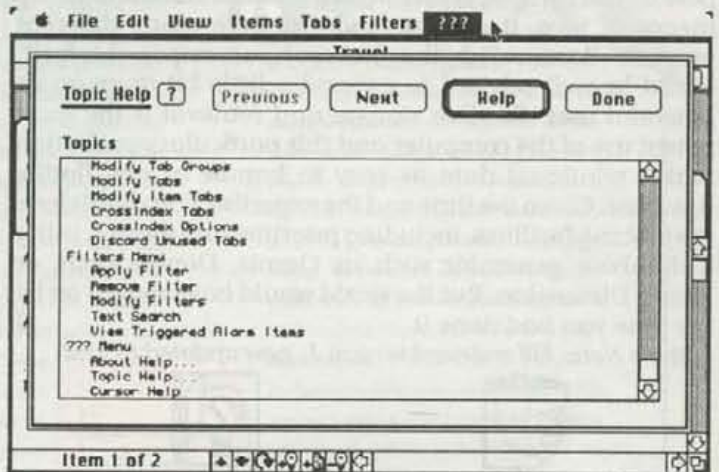 File Edit View Items Tabs Filters ???
Travel
Topic Help ? Previous Next Help Done
Topics
Modify Tab Groups
Modify Tabs
Modify Item Tabs
CrossIndex Tabs
CrossIndex Options
Discard Unused Tabs
Filters Menu
Apply Filter
Remove Filter
Modify Filters
Text Search
View Triggered Alarm Items
??? Menu
About Help...
Topic Help...
Cursor Help
Item 1 of 2